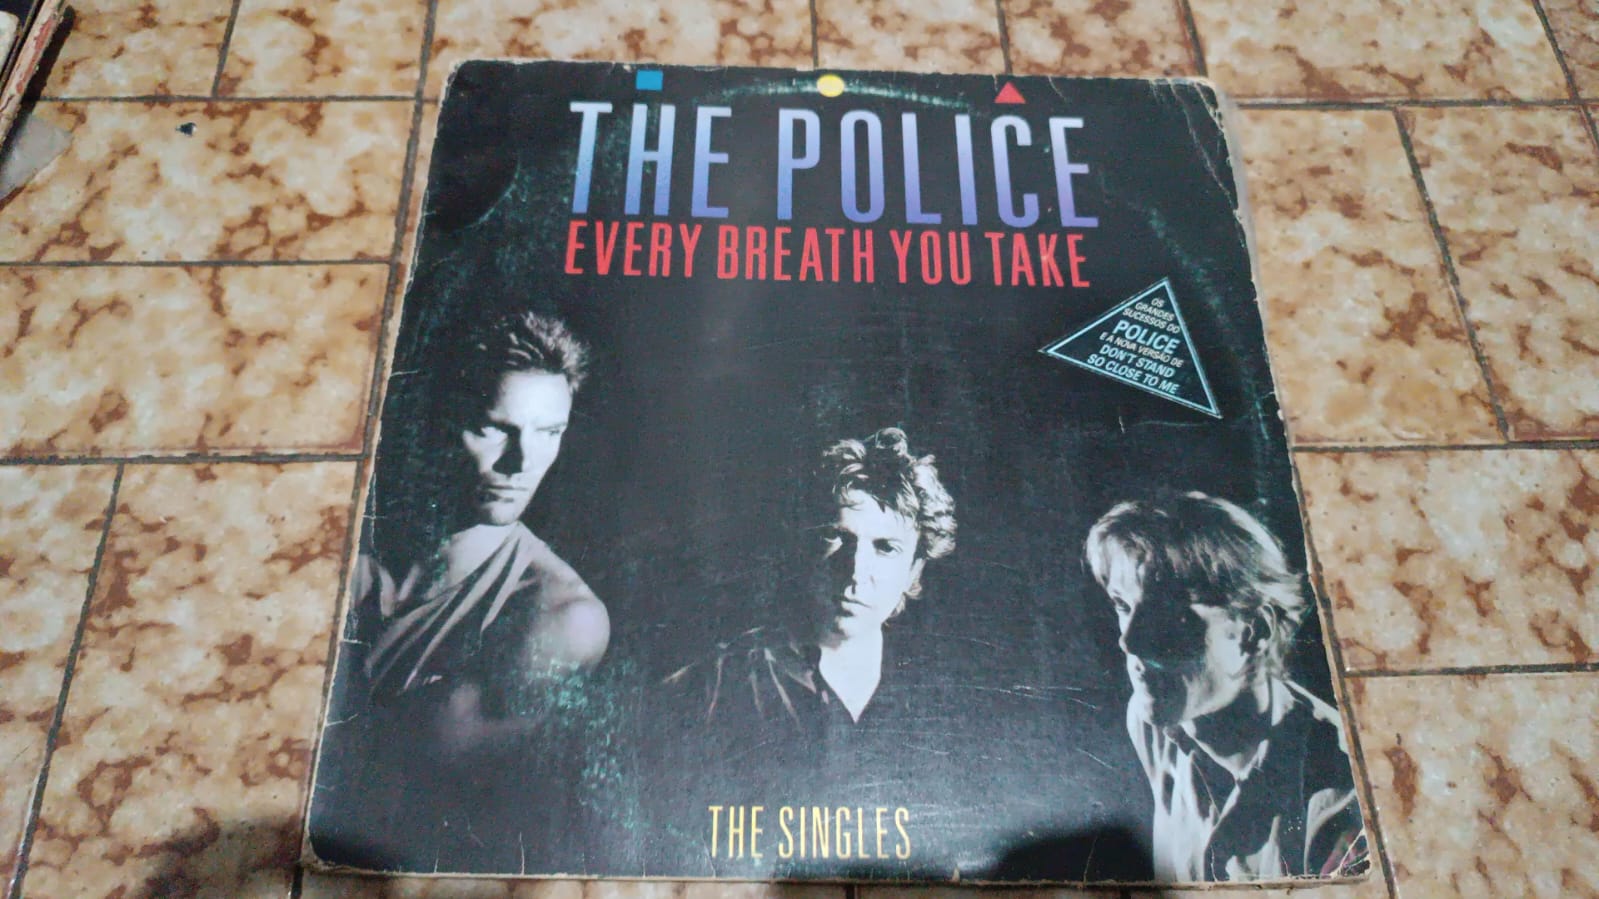 THE POLICE
EVERY BREATH YOU TAKE
OS
GRANDES
SUCESSOS DO
POLICE
E A NOVA VERSÃO DE
DON'T STAND
SO CLOSE TO ME
THE SINGLES